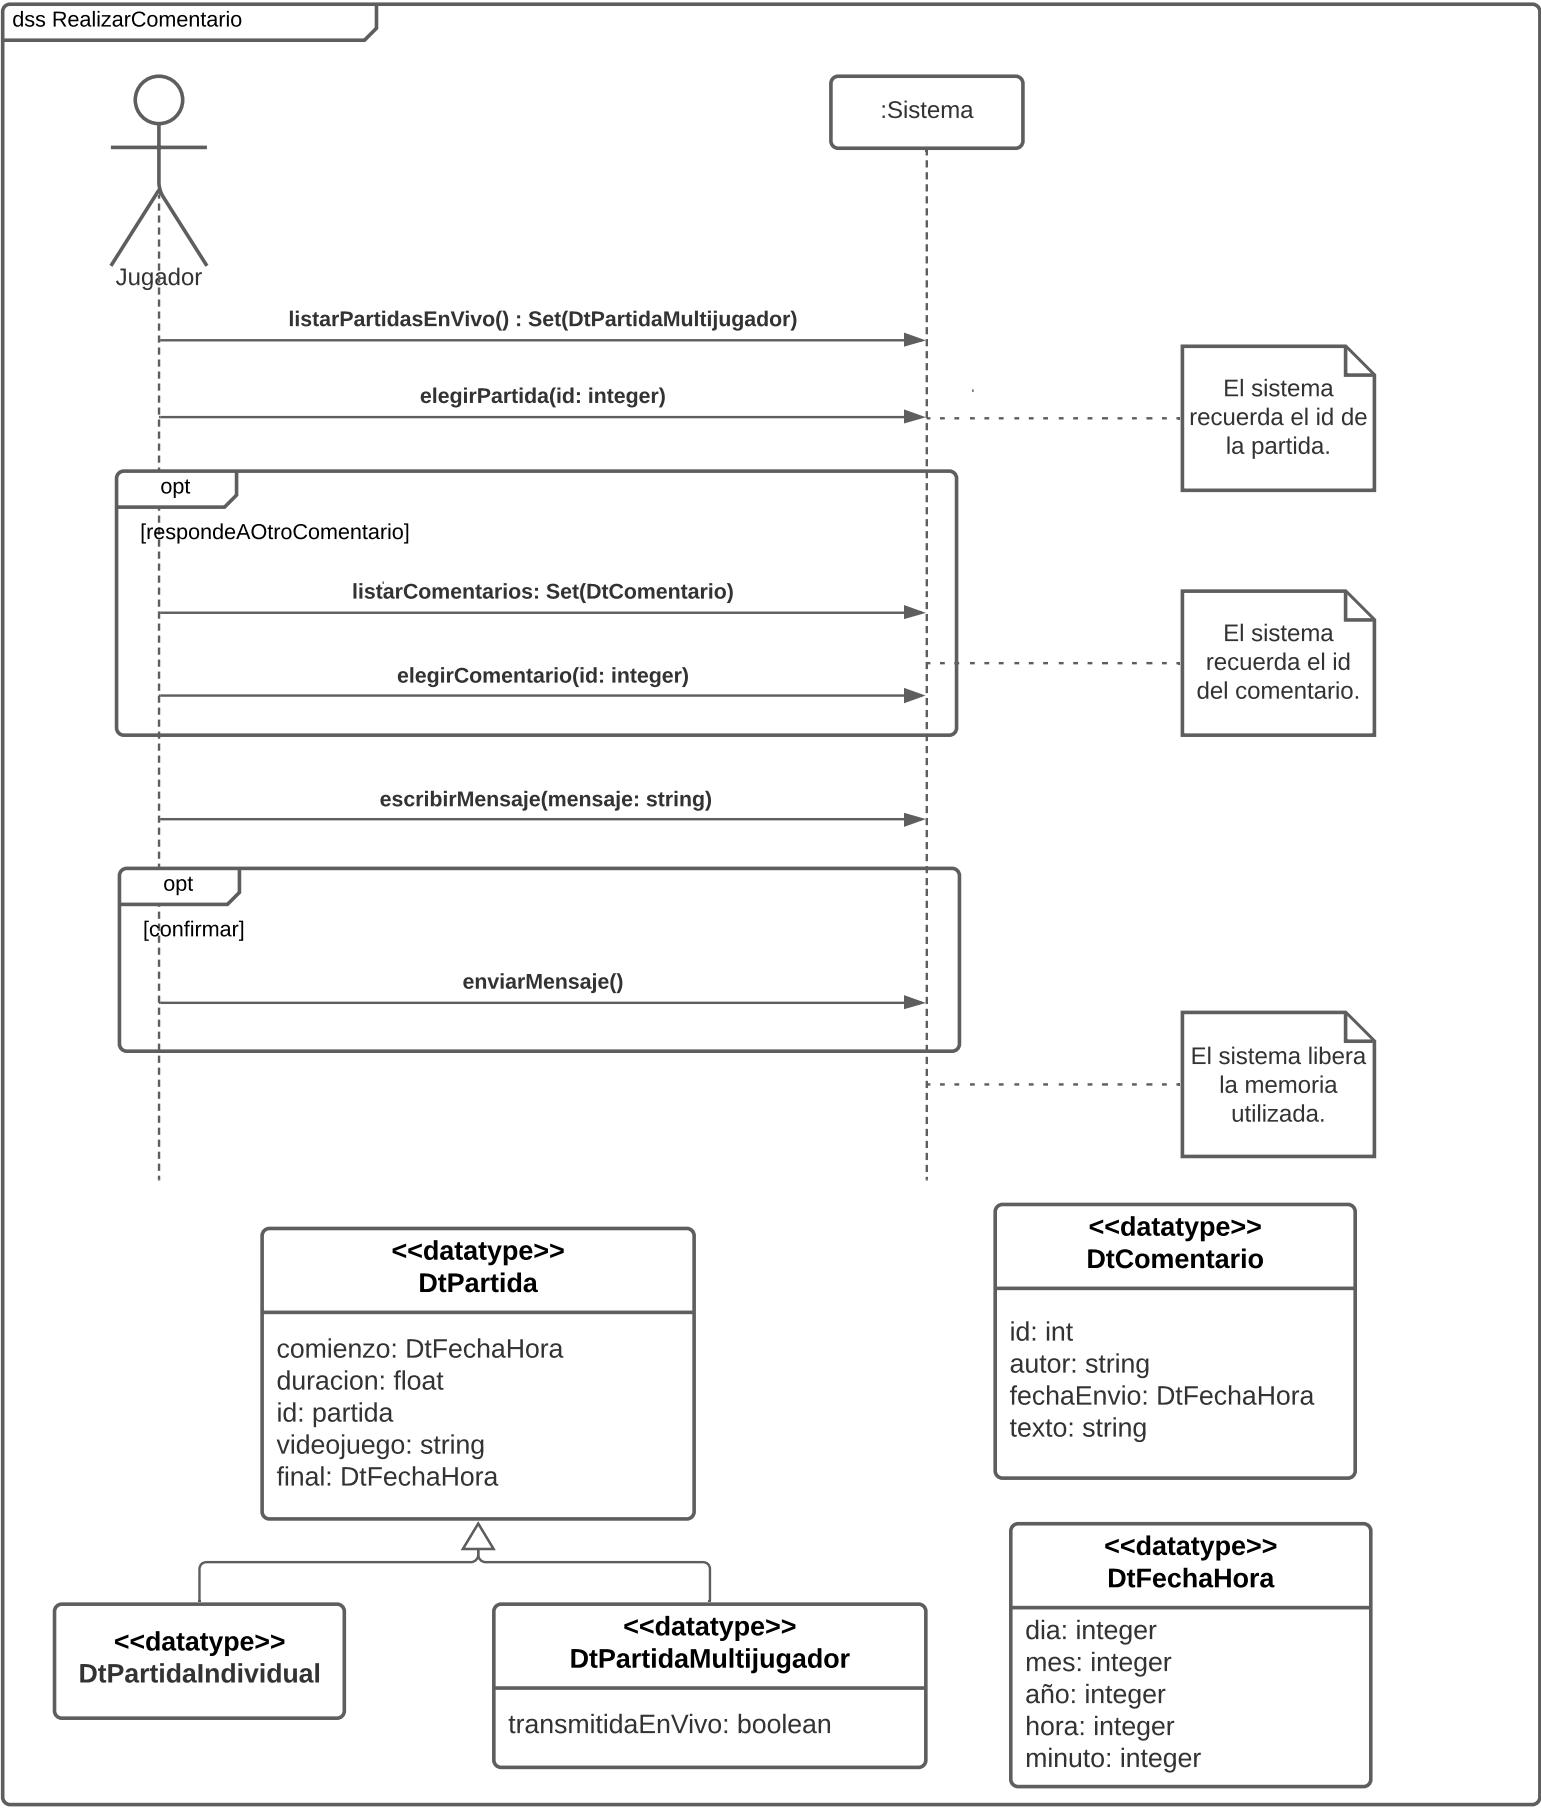 dss RealizarComentario
:Sistema
Jugador
listarPartidasEnVivo() : Set(DtPartidaMultijugador)
elegirPartida(id: integer)
El sistema
recuerda el id de
la partida.
opt
[respondeAOtroComentario]
listarComentarios: Set(DtComentario)
elegirComentario(id: integer)
El sistema
recuerda el id
del comentario.
escribirMensaje(mensaje: string)
opt
[confirmar]
enviarMensaje()
El sistema libera
la memoria
utilizada.
<<datatype>>
DtPartida
comienzo: DtFechaHora
duracion: float
id: partida
videojuego: string
final: DtFechaHora
<<datatype>>
DtComentario
id: int
autor: string
fechaEnvio: DtFechaHora
texto: string
<<datatype>>
DtPartidaIndividual
<<datatype>>
DtPartidaMultijugador
transmitidaEnVivo: boolean
<<datatype>>
DtFechaHora
dia: integer
mes: integer
año: integer
hora: integer
minuto: integer